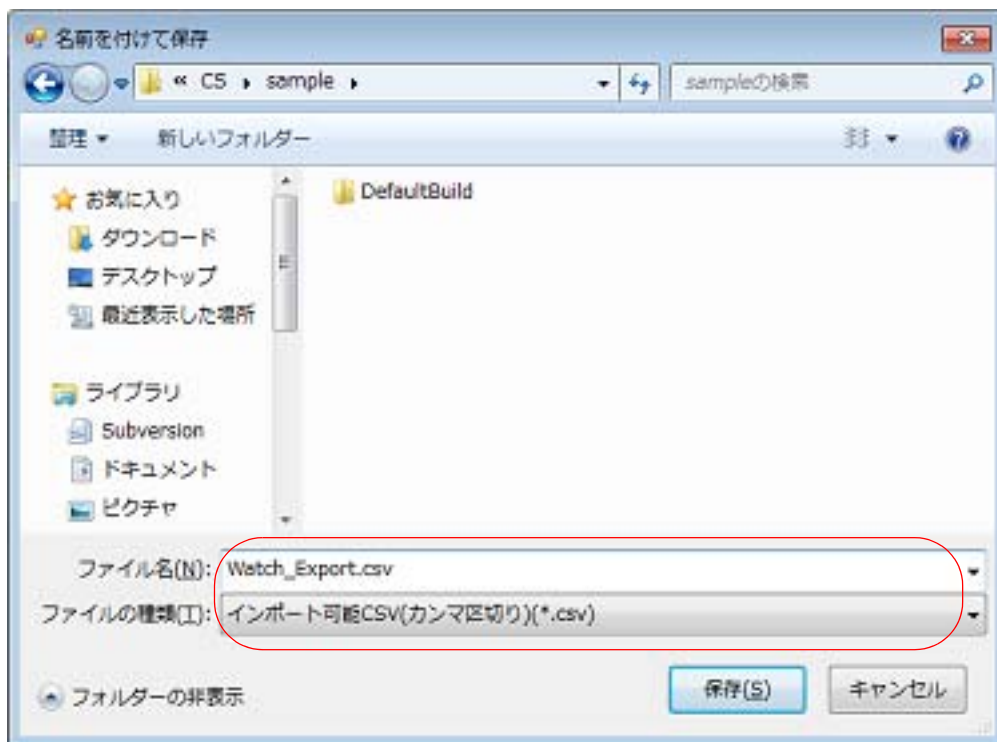 名前を付けて保存
« CS ▸ sample ▸
sampleの検索
整理 ▼ 新しいフォルダー
お気に入り
ダウンロード
デスクトップ
最近表示した場所
ライブラリ
Subversion
ドキュメント
ピクチャ
DefaultBuild
ファイル名(N): Watch_Export.csv
ファイルの種類(T): インポート可能CSV(カンマ区切り)(*.csv)
フォルダーの非表示
保存(S) キャンセル